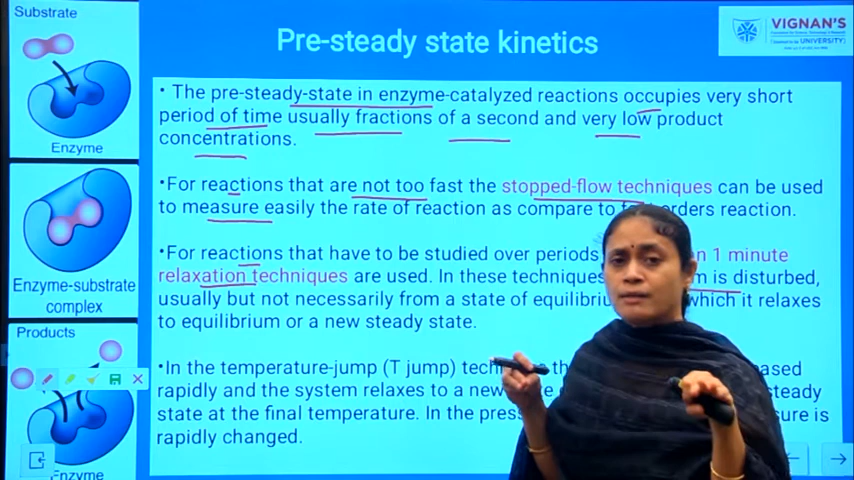 Substrate
Enzyme
Enzyme-substrate
complex
Products
Enzyme
Pre-steady state kinetics
VIGNAN'S
UNIVERSITY)
• The pre-steady-state in enzyme-catalyzed reactions occupies very short
period of time usually fractions of a second and very low product
concentrations.
•For reactions that are not too fast the stopped-flow techniques can be used
to measure easily the rate of reaction as compare to orders reaction.
•For reactions that have to be studied over periods 1 minute
relaxation techniques are used. In these techniques is disturbed,
usually but not necessarily from a state of which it relaxes
to equilibrium or a new steady state.
•In the temperature-jump (T jump)
rapidly and the system relaxes to a new steady
state at the final temperature. In the is
rapidly changed.